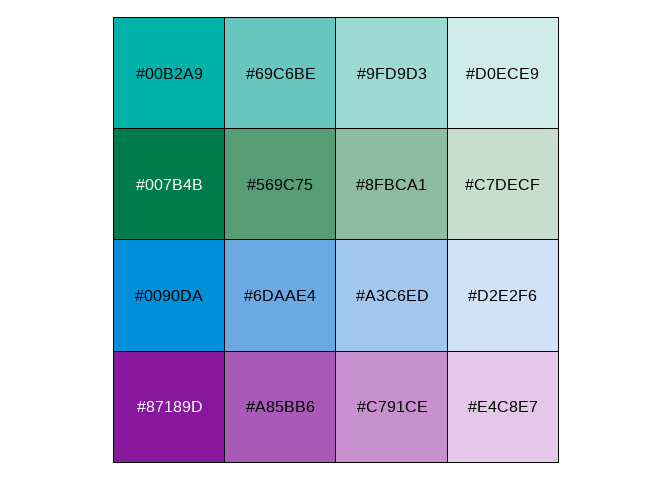 #00B2A9 #69C6BE #9FD9D3 #D0ECE9
#007B4B #569C75 #8FBCA1 #C7DECF
#0090DA #6DAAE4 #A3C6ED #D2E2F6
#87189D #A85BB6 #C791CE #E4C8E7